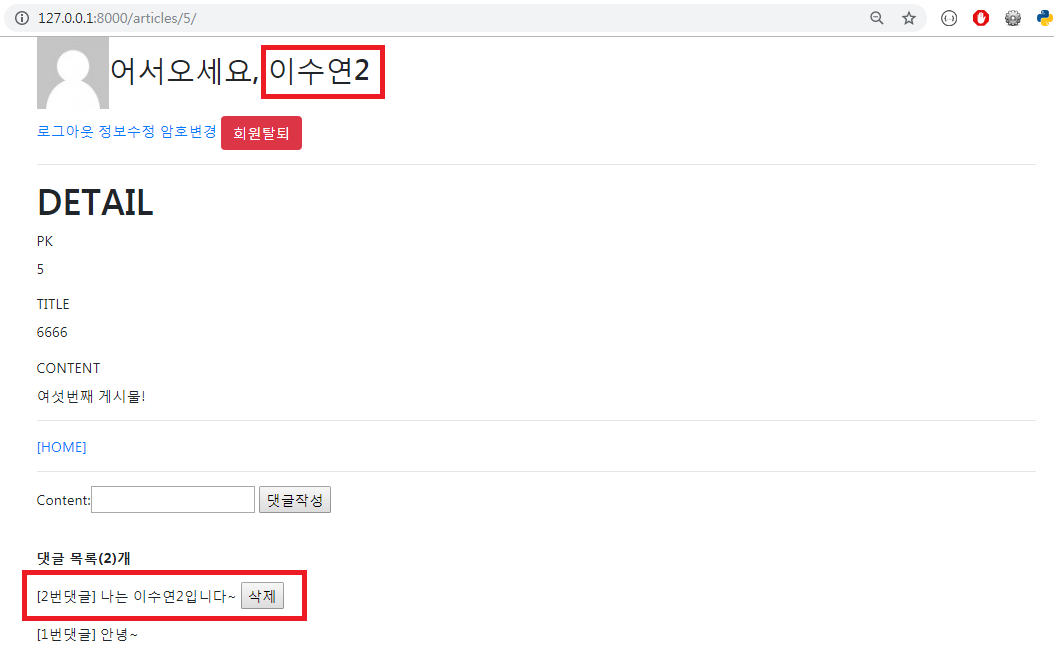 127.0.0.1:8000/articles/5/
어서오세요, 이수연2
로그아웃 정보수정 암호변경 회원탈퇴
DETAIL
PK
5
TITLE
6666
CONTENT
여섯번째 게시물!
[HOME]
Content: 댓글작성
댓글 목록(2)개
[2번댓글] 나는 이수연2입니다~ 삭제
[1번댓글] 안녕~